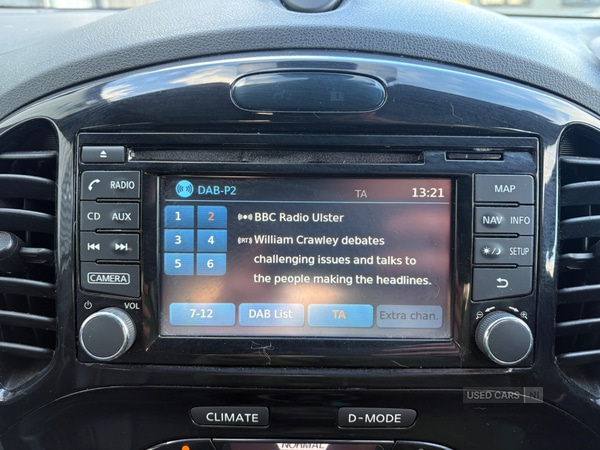 DAB-P2 TA 13:21
RADIO
MAP
1 2 BBC Radio Ulster
CD AUX
NAV INFO
3 4 William Crawley debates
challenging issues and talks to
SETUP
5 6 the people making the headlines.
CAMERA
VOL
7-12 DAB List TA Extra chan.
USED CARS NI
CLIMATE D-MODE
NORMAL